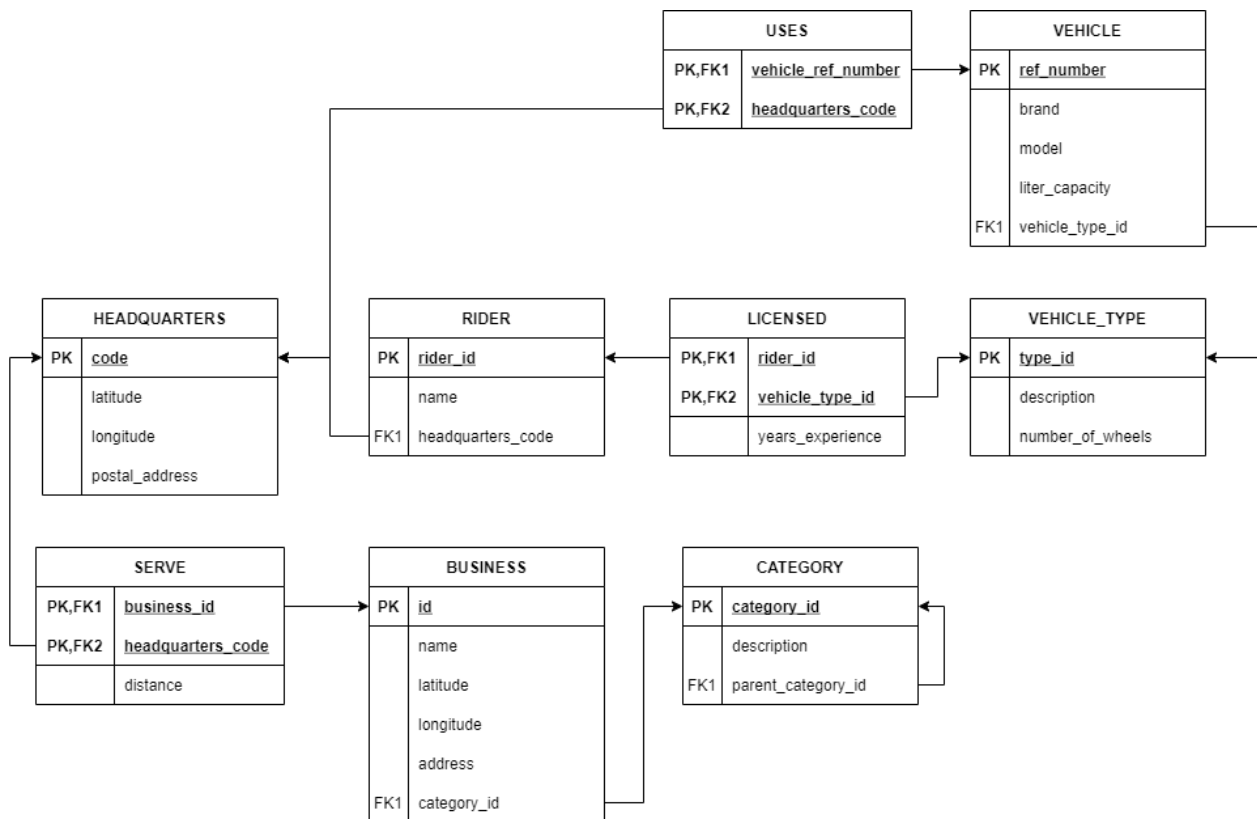 USES
PK,FK1 vehicle_ref_number
PK,FK2 headquarters_code
VEHICLE
PK ref_number
brand
model
liter_capacity
FK1 vehicle_type_id
HEADQUARTERS
PK code
latitude
longitude
postal_address
RIDER
PK rider_id
name
FK1 headquarters_code
LICENSED
PK,FK1 rider_id
PK,FK2 vehicle_type_id
years_experience
VEHICLE_TYPE
PK type_id
description
number_of_wheels
SERVE
PK,FK1 business_id
PK,FK2 headquarters_code
distance
BUSINESS
PK id
name
latitude
longitude
address
FK1 category_id
CATEGORY
PK category_id
description
FK1 parent_category_id